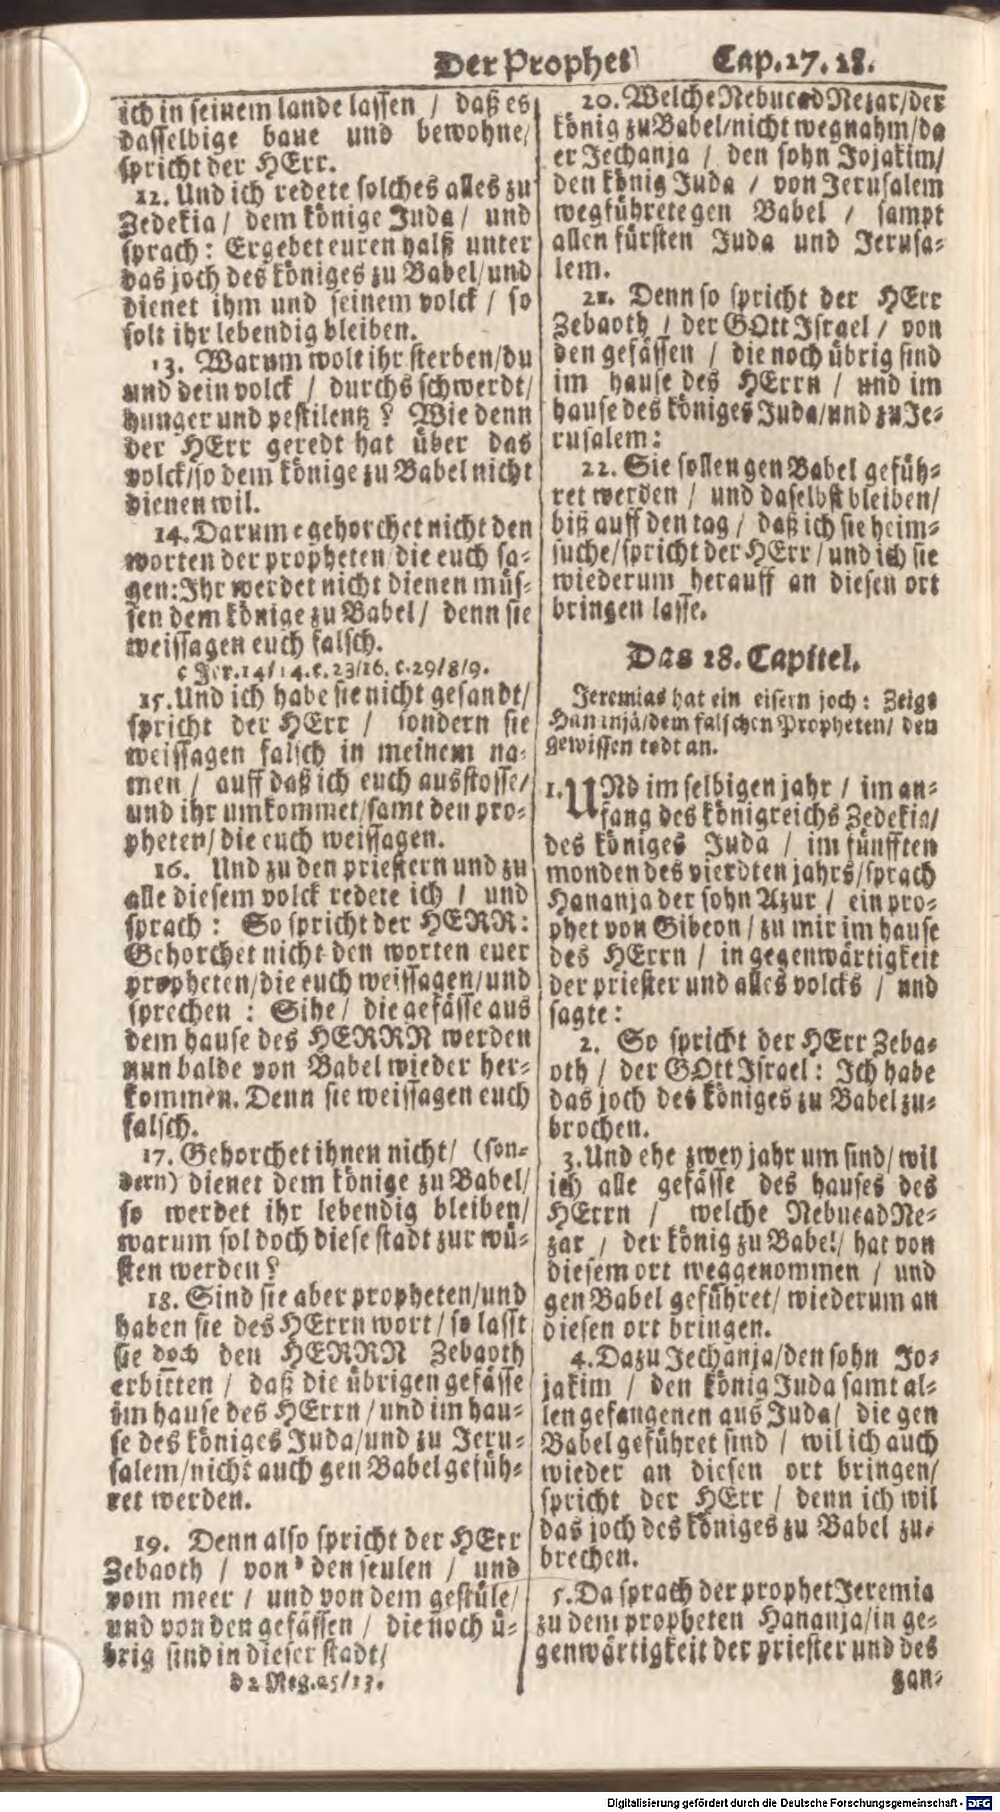 Der Prophet Cap.17.18.
ich in seinem lande lassen / daß es
dasselbige baue und bewohne/
spricht der HErr.
12. Und ich redete solches alles zu
Zedekia / dem könige Juda / und
sprach: Ergebet euren halß unter
das joch des königes zu Babel/und
dienet ihm und seinem volck / so
solt ihr lebendig bleiben.
13. Warum wolt ihr sterben/du
und dein volck / durchs schwerdt/
hunger und pestilentz? Wie denn
der HErr geredt hat über das
volck/so dem könige zu Babel nicht
dienen wil.
14. Darum c gehorchet nicht den
worten der propheten/die euch sa-
gen: Ihr werdet nicht dienen müs-
sen dem könige zu Babel/ denn sie
weissagen euch falsch.
c Jer.14/14.c.23/16. c.29/8/9.
15. Und ich habe sie nicht gesandt/
spricht der HErr / sondern sie
weissagen falsch in meinem na-
men / auff daß ich euch ausstosse/
und ihr umkommet/samt den pro-
pheten/ die euch weissagen.
16. Und zu den priestern und zu
alle diesem volck redete ich / und
sprach: So spricht der HERR:
Gehorchet nicht den worten euer
propheten/die euch weissagen/und
sprechen : Sihe / die gefässe aus
dem hause des HERRN werden
nun balde von Babel wieder her-
kommen. Denn sie weissagen euch
falsch.
17. Gehorchet ihnen nicht/ (son-
dern) dienet dem könige zu Babel/
so werdet ihr lebendig bleiben/
warum sol doch diese stadt zur wü-
sten werden?
18. Sind sie aber propheten/und
haben sie des HErrn wort/so lasst
sie doch den HERRN Zebaoth
erbitten / daß die übrigen gefässe
im hause des HErrn / und im hau-
se des königes Juda/und zu Jeru-
salem/nicht auch gen Babel gefüh-
ret werden.
19. Denn also spricht der HErr
Zebaoth / von d den seulen / und
vom meer / und von dem gestüle/
und von den gefässen / die noch ü-
brig sind in dieser stadt/
d 2 Reg.25/13.
20. Welche NebucadNezar/der
könig zu Babel/nicht wegnahm/da
er Jechanja / den sohn Jojakim/
den könig Juda / von Jerusalem
wegführete gen Babel / sampt
allen fürsten Juda und Jerusa-
lem.
21. Denn so spricht der HErr
Zebaoth / der GOtt Israel / von
den gefässen / die noch übrig sind
im hause des HErrn / und im
hause des königes Juda/und zu Je-
rusalem:
22. Sie sollen gen Babel gefüh-
ret werden / und daselbst bleiben/
biß auff den tag / daß ich sie heim-
suche/spricht der HErr/und ich sie
wiederum herauff an diesen ort
bringen lasse.
Das 28. Capitel.
Jeremias hat ein eisern joch: Zeigt
Haninja/dem falschen Propheten/ den
gewissen todt an.
1. UNd im selbigen jahr / im an-
fang des königreichs Zedekia/
des königes Juda / im fünfften
monden des vierdten jahrs/sprach
Hananja der sohn Azur / ein pro-
phet von Gibeon / zu mir im hause
des HErrn / in gegenwärtigkeit
der priester und alles volcks / und
sagte:
2. So spricht der HErr Zeba-
oth / der GOtt Israel: Ich habe
das joch des königes zu Babel zu-
brochen.
3. Und ehe zwey jahr um sind/wil
ich alle gefässe des hauses des
HErrn / welche NebucadNe-
zar / der könig zu Babel/ hat von
diesem ort weggenommen / und
gen Babel geführet/ wiederum an
diesen ort bringen.
4. Dazu Jechanja/den sohn Jo-
jakim / den könig Juda samt al-
len gefangenen aus Juda/ die gen
Babel geführet sind / wil ich auch
wieder an diesen ort bringen/
spricht der HErr / denn ich wil
das joch des königes zu Babel zu-
brechen.
5. Da sprach der prophet Jeremia
zu dem propheten Hananja/in ge-
genwärtigkeit der priester und des
gan-
Digitalisierung gefördert durch die Deutsche Forschungsgemeinschaft - DFG